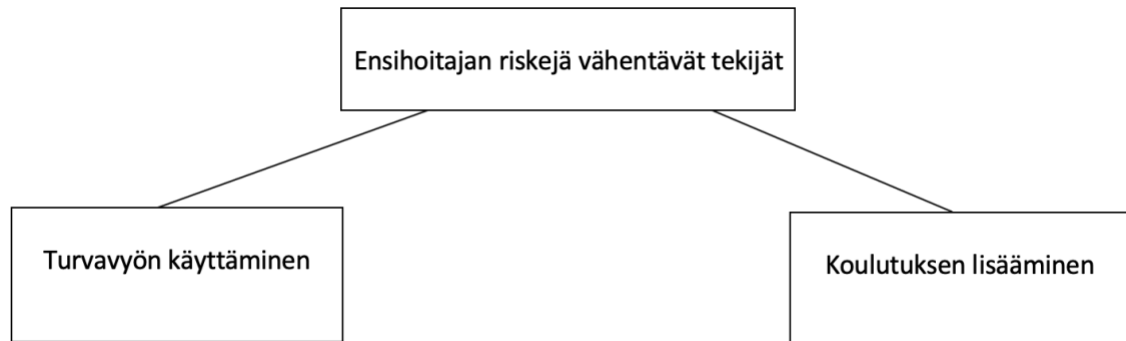 Ensihoitajan riskejä vähentävät tekijät
Turvavyön käyttäminen
Koulutuksen lisääminen